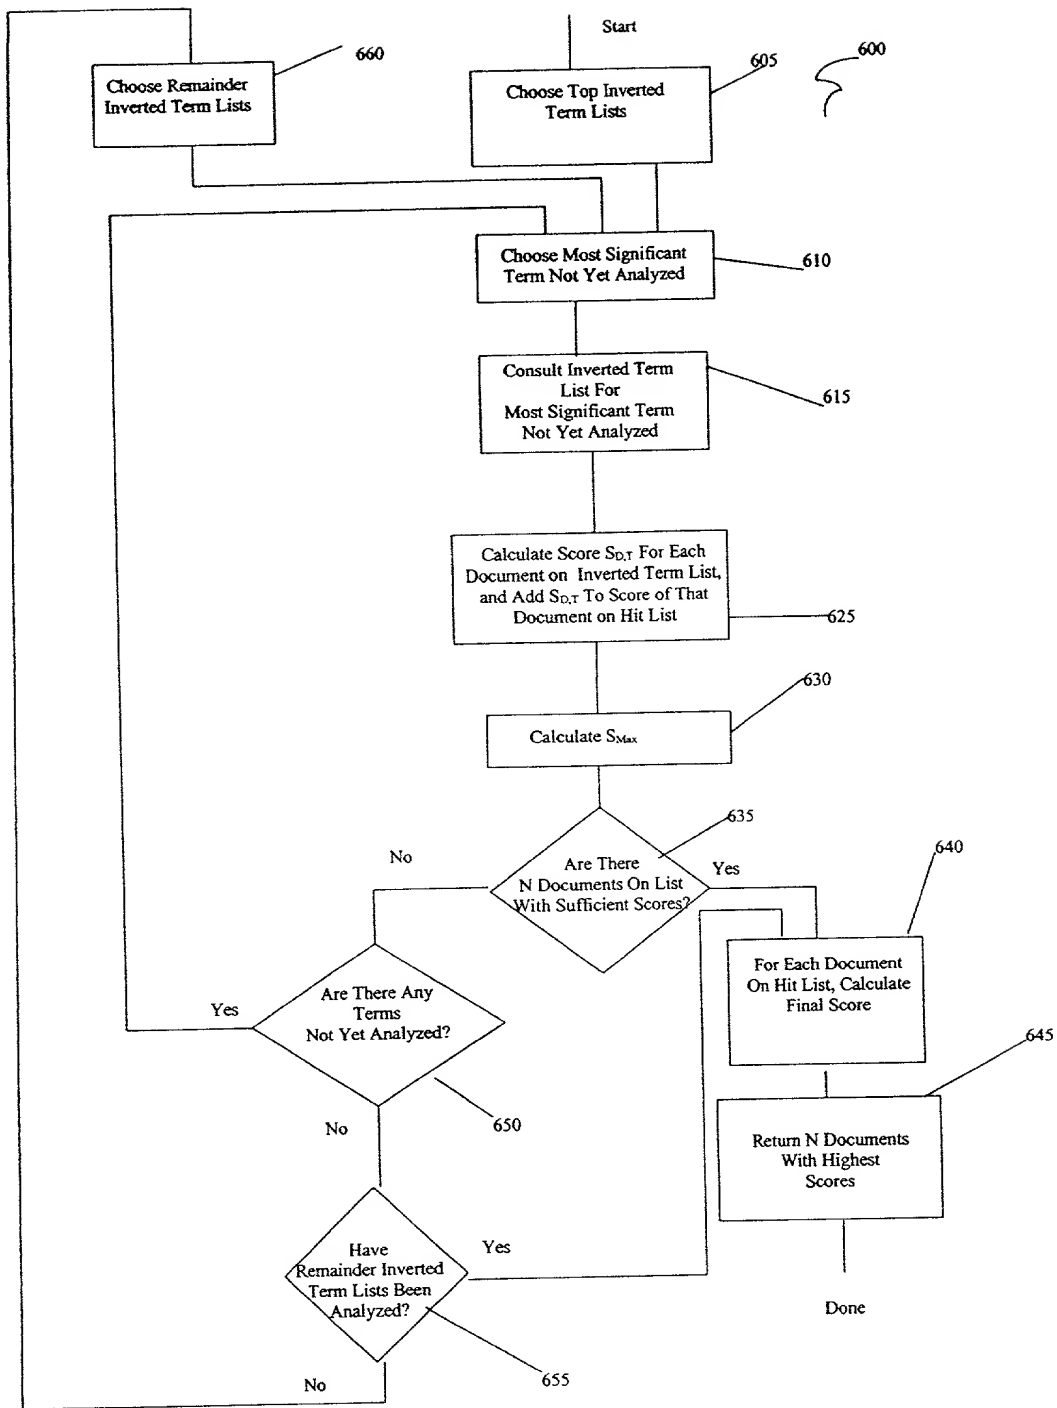 Start
660
605
600
Choose Remainder
Inverted Term Lists
Choose Top Inverted
Term Lists
Choose Most Significant
Term Not Yet Analyzed
610
Consult Inverted Term
List For
Most Significant Term
Not Yet Analyzed
615
Calculate Score SD,T For Each
Document on Inverted Term List,
and Add SD,T To Score of That
Document on Hit List
625
630
Calculate SMax
635
No
Are There
N Documents On List
With Sufficient Scores?
Yes
640
For Each Document
On Hit List, Calculate
Final Score
Yes
Are There Any
Terms
Not Yet Analyzed?
645
650
No
Return N Documents
With Highest
Scores
Have
Remainder Inverted
Term Lists Been
Analyzed?
Yes
Done
655
No